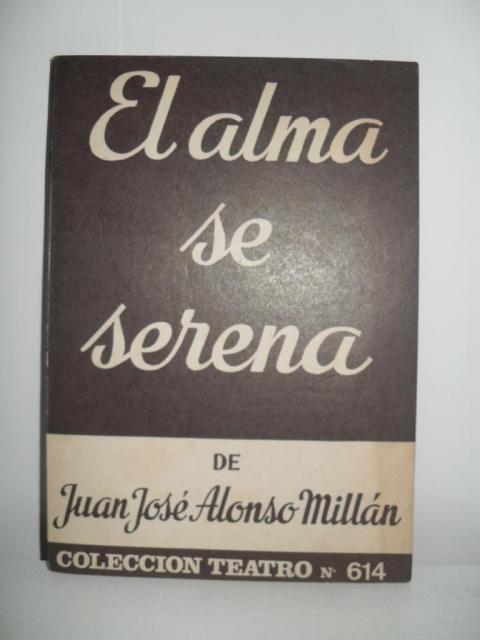 El alma
se
serena
DE
Juan José Alonso Millán
COLECCION TEATRO Nº 614